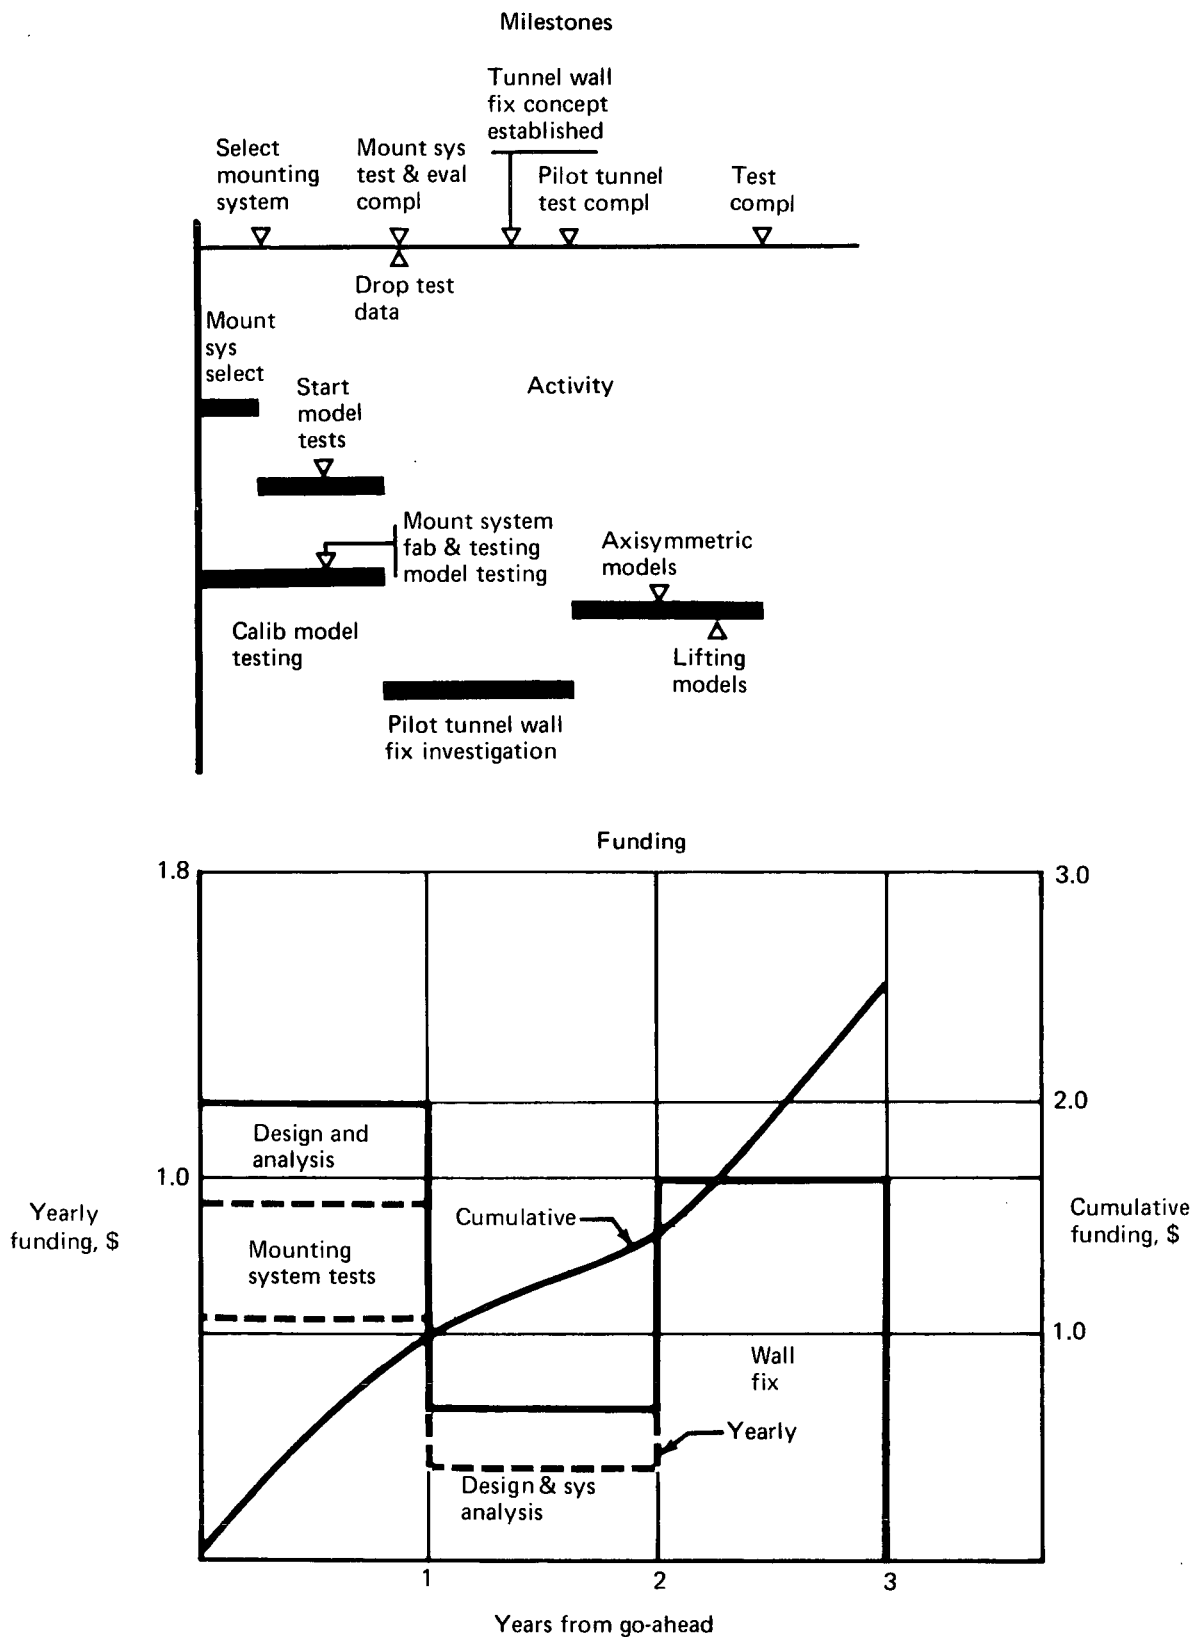 Milestones
Tunnel wall
fix concept
established
Select
mounting
system
Mount sys
test & eval
compl
Pilot tunnel
test compl
Test
compl
Drop test
data
Mount
sys
select
Activity
Start
model
tests
Mount system
fab & testing
model testing
Axisymmetric
models
Calib model
testing
Lifting
models
Pilot tunnel wall
fix investigation
Funding
1.8
3.0
2.0
Design and
analysis
1.0
Yearly
funding, $
Cumulative
Cumulative
funding, $
Mounting
system tests
1.0
Wall
fix
Yearly
Design & sys
analysis
1
2
3
Years from go-ahead